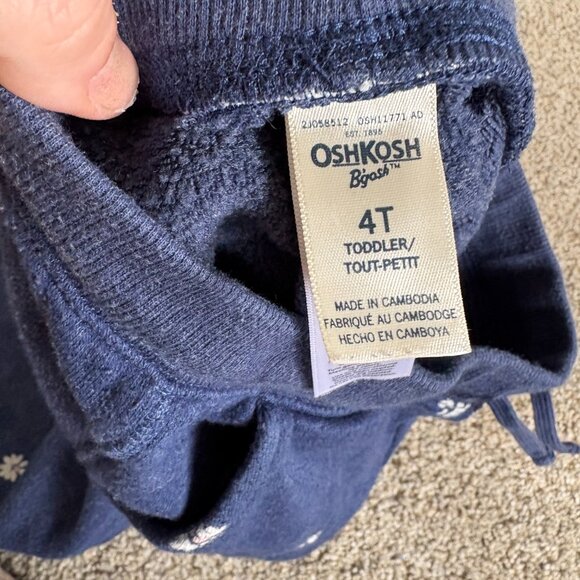 2J058512 OSH11771 AD
EST. 1895
OSHKOSH
B'gosh™
4T
TODDLER/
TOUT-PETIT
MADE IN CAMBODIA
FABRIQUÉ AU CAMBODGE
HECHO EN CAMBOYA